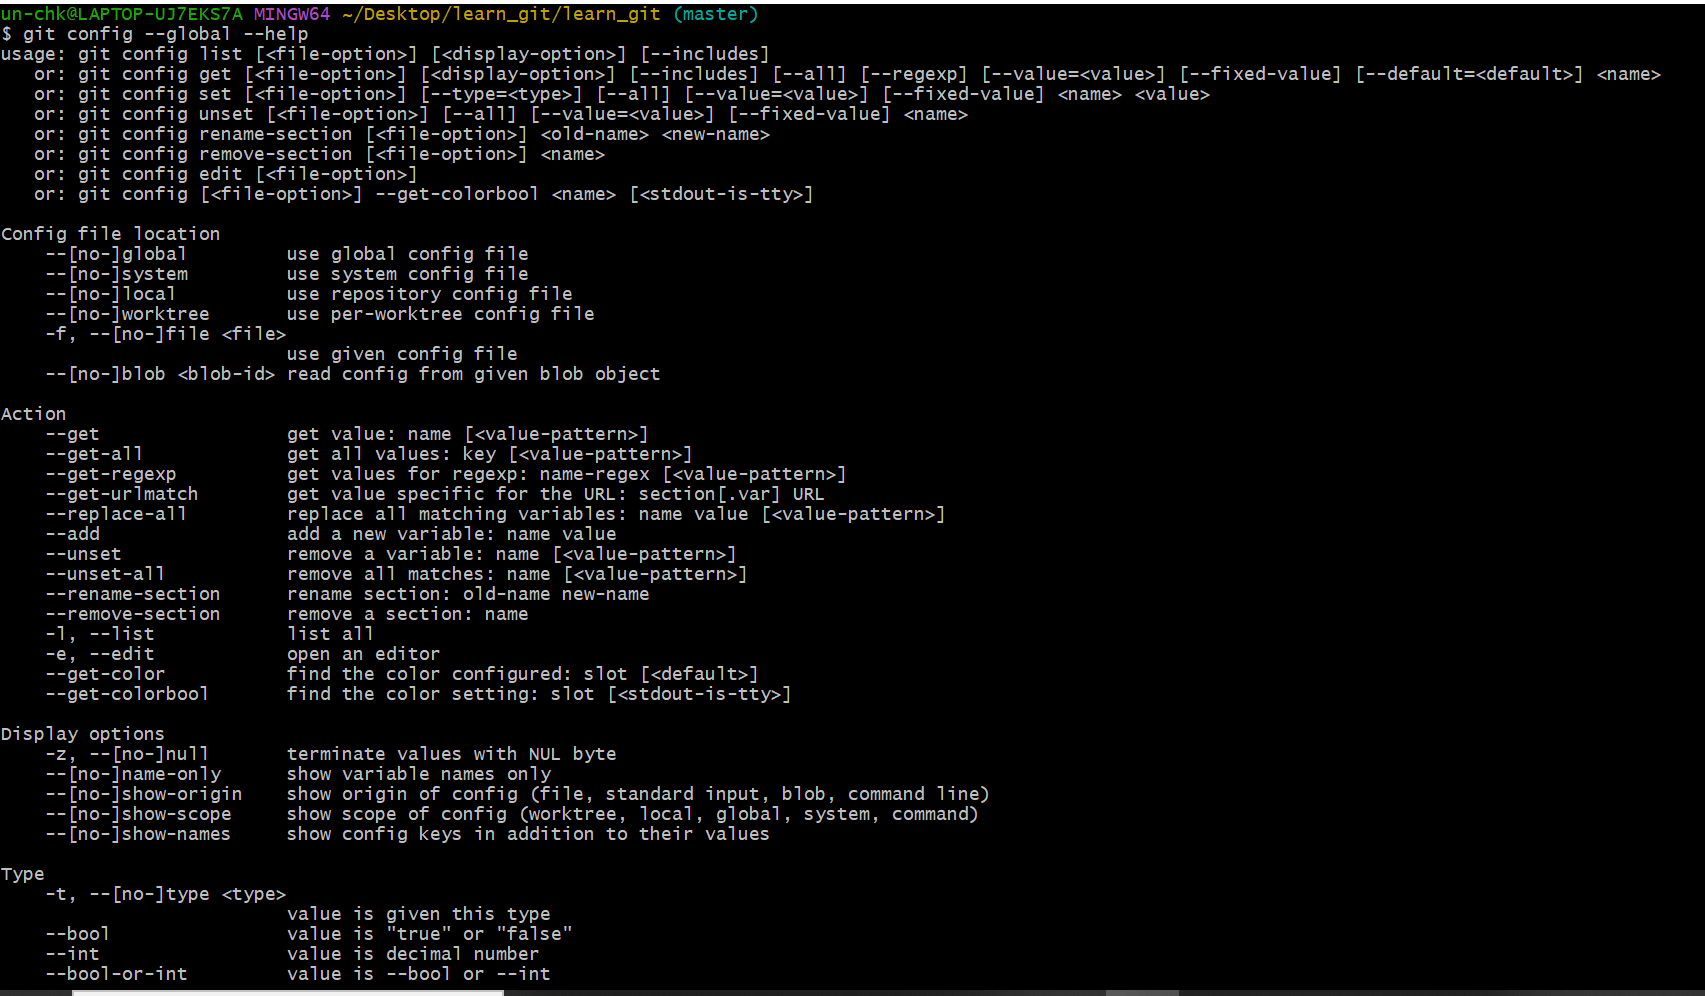 un-chk@LAPTOP-UJ7EKS7A MINGW64 ~/Desktop/learn_git/learn_git (master)
$ git config --global --help
usage: git config list [<file-option>] [<display-option>] [--includes]
   or: git config get [<file-option>] [<display-option>] [--includes] [--all] [--regexp] [--value=<value>] [--fixed-value] [--default=<default>] <name>
   or: git config set [<file-option>] [--type=<type>] [--all] [--value=<value>] [--fixed-value] <name> <value>
   or: git config unset [<file-option>] [--all] [--value=<value>] [--fixed-value] <name>
   or: git config rename-section [<file-option>] <old-name> <new-name>
   or: git config remove-section [<file-option>] <name>
   or: git config edit [<file-option>]
   or: git config [<file-option>] --get-colorbool <name> [<stdout-is-tty>]

Config file location
    --[no-]global         use global config file
    --[no-]system         use system config file
    --[no-]local          use repository config file
    --[no-]worktree       use per-worktree config file
    -f, --[no-]file <file>
                          use given config file
    --[no-]blob <blob-id> read config from given blob object

Action
    --get                 get value: name [<value-pattern>]
    --get-all             get all values: key [<value-pattern>]
    --get-regexp          get values for regexp: name-regex [<value-pattern>]
    --get-urlmatch        get value specific for the URL: section[.var] URL
    --replace-all         replace all matching variables: name value [<value-pattern>]
    --add                 add a new variable: name value
    --unset               remove a variable: name [<value-pattern>]
    --unset-all           remove all matches: name [<value-pattern>]
    --rename-section      rename section: old-name new-name
    --remove-section      remove a section: name
    -l, --list            list all
    -e, --edit            open an editor
    --get-color           find the color configured: slot [<default>]
    --get-colorbool       find the color setting: slot [<stdout-is-tty>]

Display options
    -z, --[no-]null       terminate values with NUL byte
    --[no-]name-only      show variable names only
    --[no-]show-origin    show origin of config (file, standard input, blob, command line)
    --[no-]show-scope     show scope of config (worktree, local, global, system, command)
    --[no-]show-names     show config keys in addition to their values

Type
    -t, --[no-]type <type>
                          value is given this type
    --bool                value is "true" or "false"
    --int                 value is decimal number
    --bool-or-int         value is --bool or --int